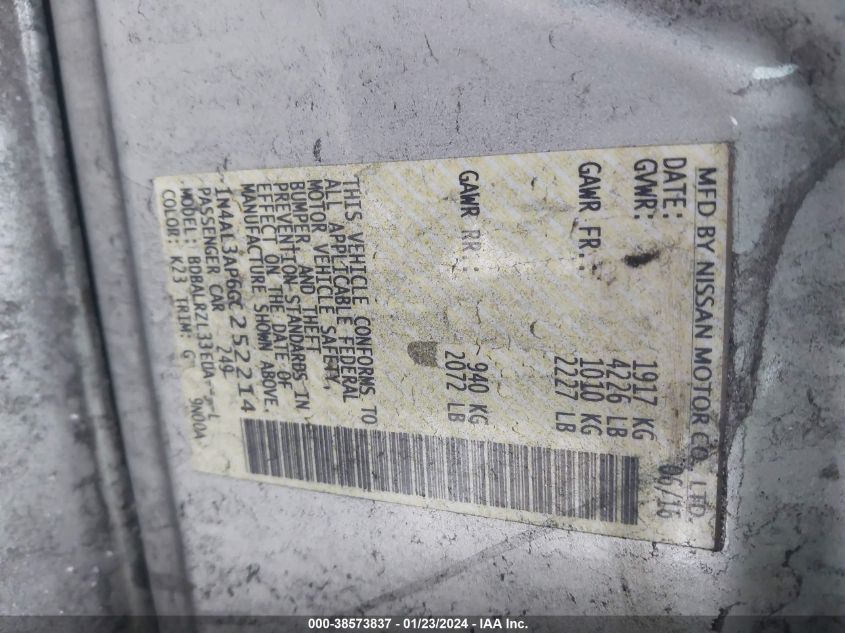 MFD BY NISSAN MOTOR CO., LTD.
DATE: 06/16
GVWR: 1917 KG
4226 LB
GAWR FR.: 1010 KG
2227 LB
GAWR RR.: 940 KG
2072 LB
THIS VEHICLE CONFORMS TO
ALL APPLICABLE FEDERAL
MOTOR VEHICLE SAFETY,
BUMPER, AND THEFT
PREVENTION STANDARDS IN
EFFECT ON THE DATE OF
MANUFACTURE SHOWN ABOVE.
1N4AL3AP6GC252214
PASSENGER CAR 749
MODEL: BDBALRZL33EDA
COLOR: K23 TRIM: G 9N00A
000-38573837 - 01/23/2024 - IAA Inc.